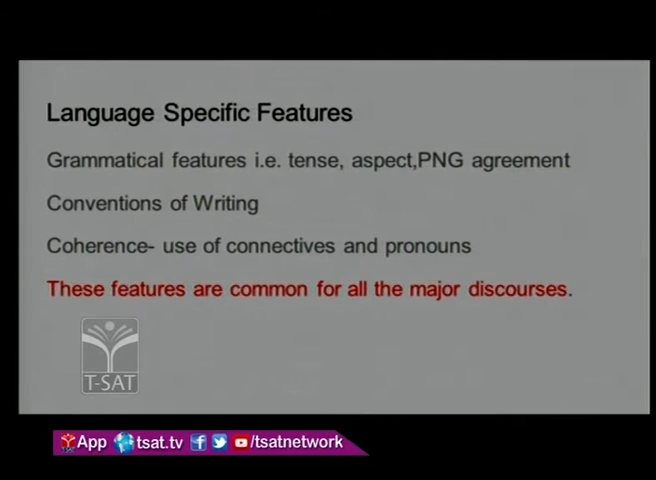 Language Specific Features
Grammatical features i.e. tense, aspect,PNG agreement
Conventions of Writing
Coherence- use of connectives and pronouns
These features are common for all the major discourses.
T-SAT
App tsat.tv /tsatnetwork